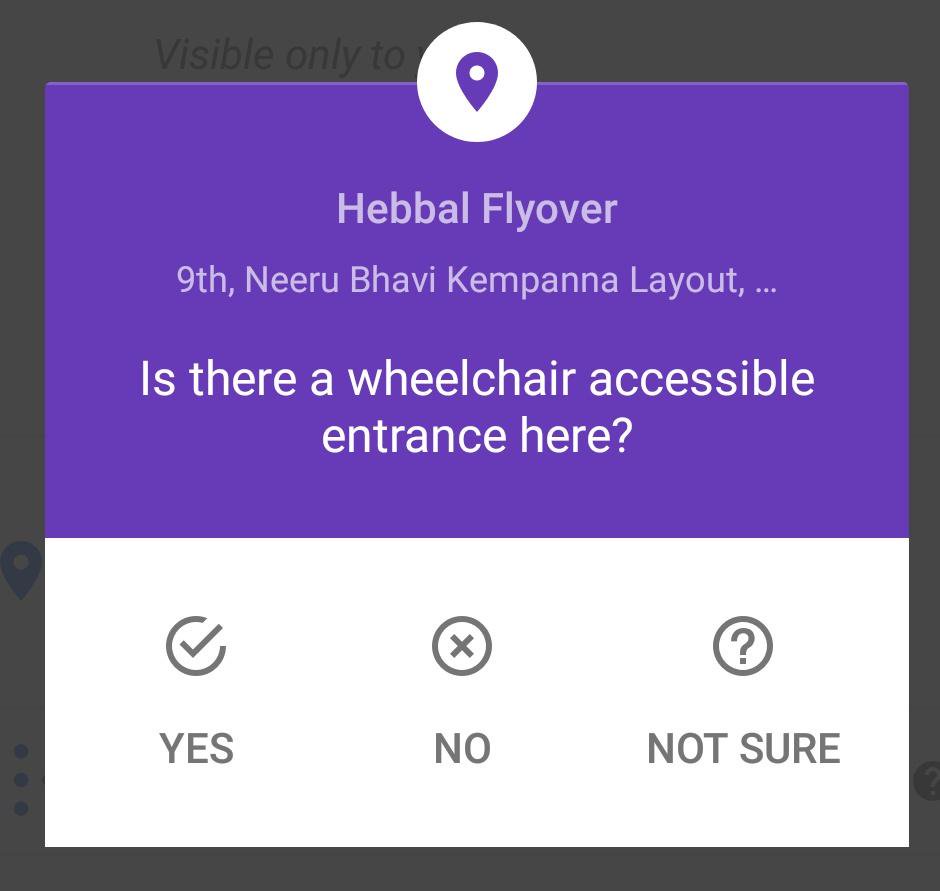 Visible only to
Hebbal Flyover
9th, Neeru Bhavi Kempanna Layout, ...
Is there a wheelchair accessible
entrance here?
YES
NO
NOT SURE